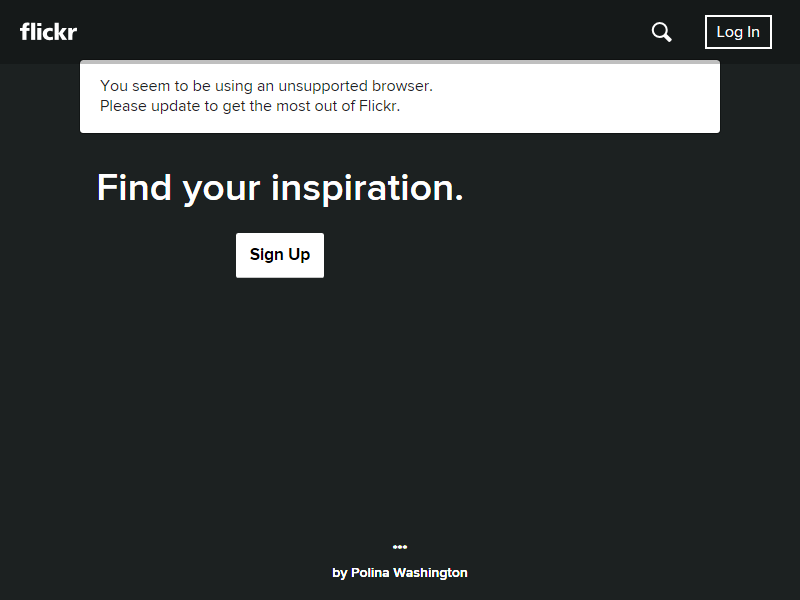 flickr
Log In
You seem to be using an unsupported browser.
Please update to get the most out of Flickr.
Find your inspiration.
Sign Up
•••
by Polina Washington